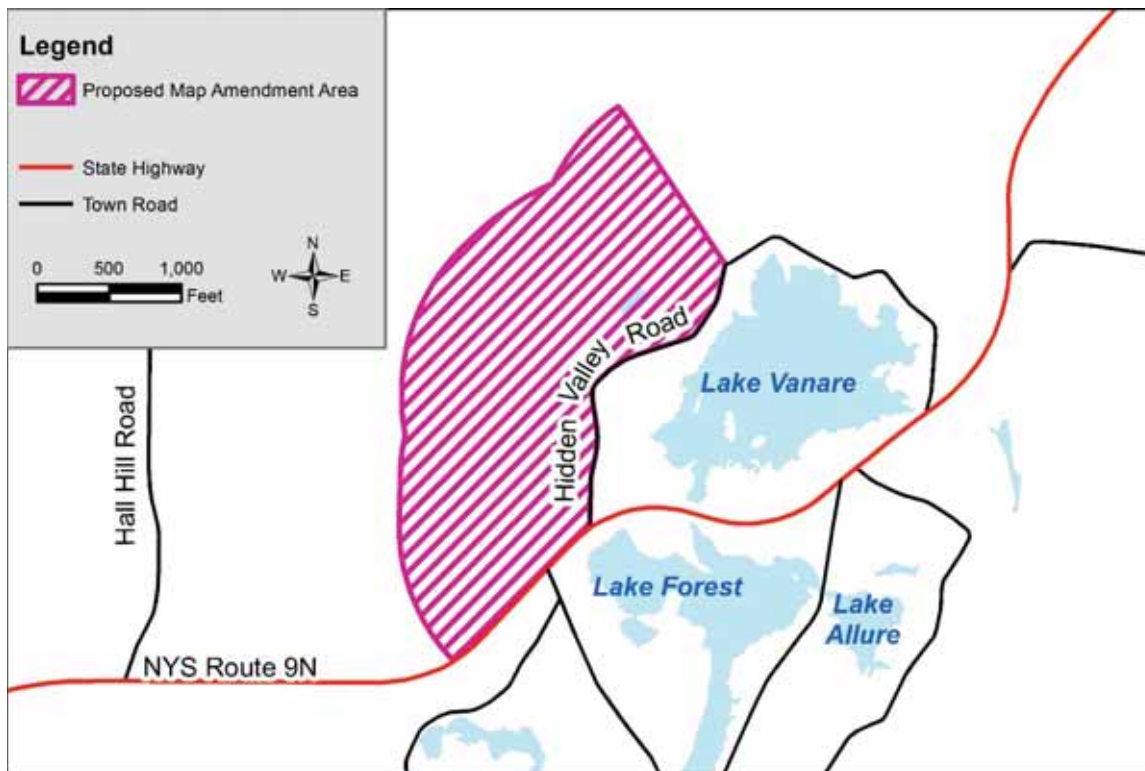 Legend
Proposed Map Amendment Area
State Highway
Town Road
0 500 1,000
Feet
N
W E
S
Hall Hill Road
Hidden Valley Road
Lake Vanare
Lake Forest
Lake
Allure
NYS Route 9N